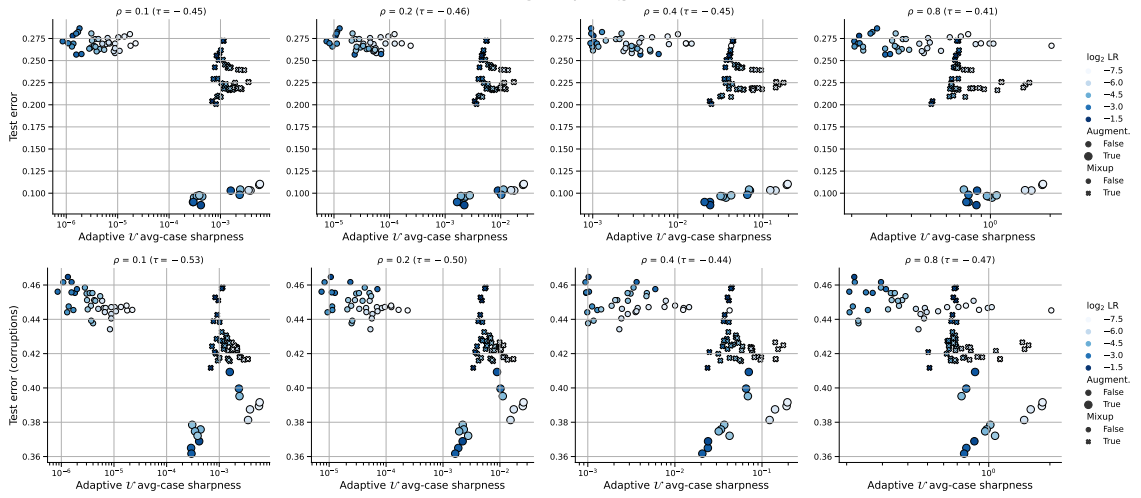 ρ = 0.1 (τ = −0.45)
ρ = 0.2 (τ = −0.46)
ρ = 0.4 (τ = −0.45)
ρ = 0.8 (τ = −0.41)
Test error
0.275
0.250
0.225
0.200
0.175
0.150
0.125
0.100
10⁻⁶ 10⁻⁵ 10⁻⁴ 10⁻³
10⁻⁵ 10⁻⁴ 10⁻³ 10⁻²
10⁻³ 10⁻² 10⁻¹
10⁰
Adaptive 𝒰 avg-case sharpness
Adaptive 𝒰 avg-case sharpness
Adaptive 𝒰 avg-case sharpness
Adaptive 𝒰 avg-case sharpness
log₂ LR
−7.5
−6.0
−4.5
−3.0
−1.5
Augment.
False
True
Mixup
False
True
ρ = 0.1 (τ = −0.53)
ρ = 0.2 (τ = −0.50)
ρ = 0.4 (τ = −0.44)
ρ = 0.8 (τ = −0.47)
Test error (corruptions)
0.46
0.44
0.42
0.40
0.38
0.36
10⁻⁶ 10⁻⁵ 10⁻⁴ 10⁻³
10⁻⁵ 10⁻⁴ 10⁻³ 10⁻²
10⁻³ 10⁻² 10⁻¹
10⁰
Adaptive 𝒰 avg-case sharpness
Adaptive 𝒰 avg-case sharpness
Adaptive 𝒰 avg-case sharpness
Adaptive 𝒰 avg-case sharpness
log₂ LR
−7.5
−6.0
−4.5
−3.0
−1.5
Augment.
False
True
Mixup
False
True